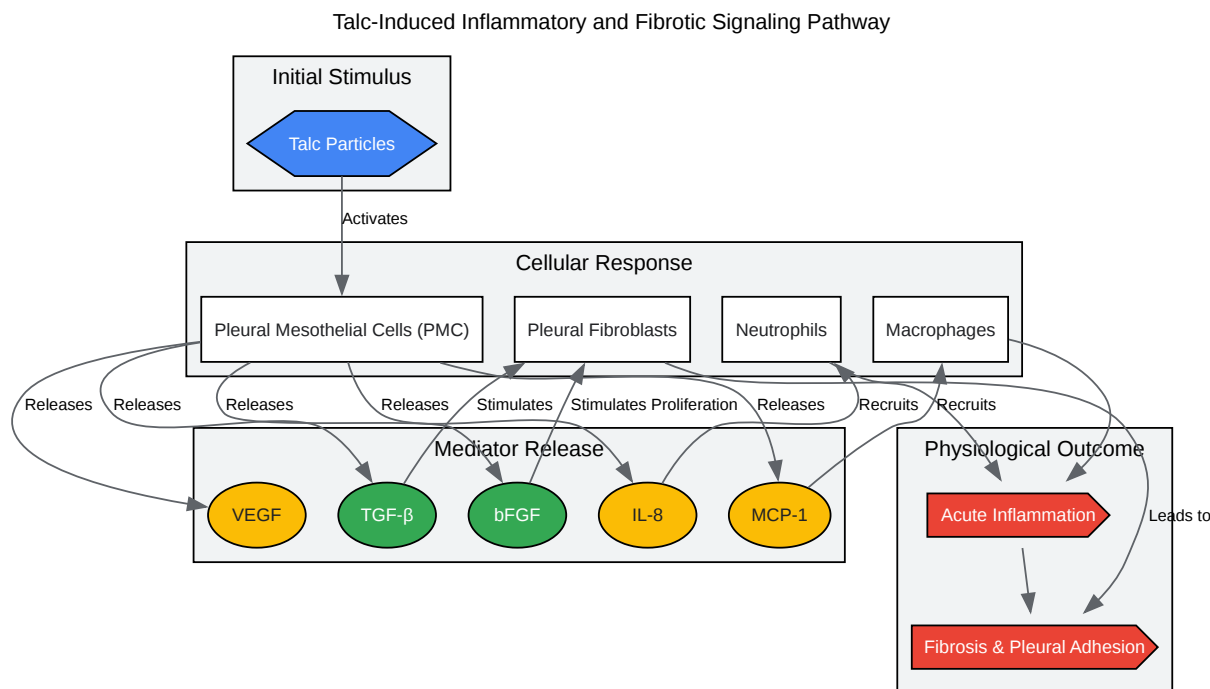 Talc-Induced Inflammatory and Fibrotic Signaling Pathway
Initial Stimulus
Talc Particles
Activates
Cellular Response
Pleural Mesothelial Cells (PMC)
Pleural Fibroblasts
Neutrophils
Macrophages
Releases
Releases
Releases
Releases
Stimulates
Stimulates Proliferation
Releases
Recruits
Recruits
Mediator Release
VEGF
TGF-β
bFGF
IL-8
MCP-1
Physiological Outcome
Acute Inflammation
Leads to
Fibrosis & Pleural Adhesion